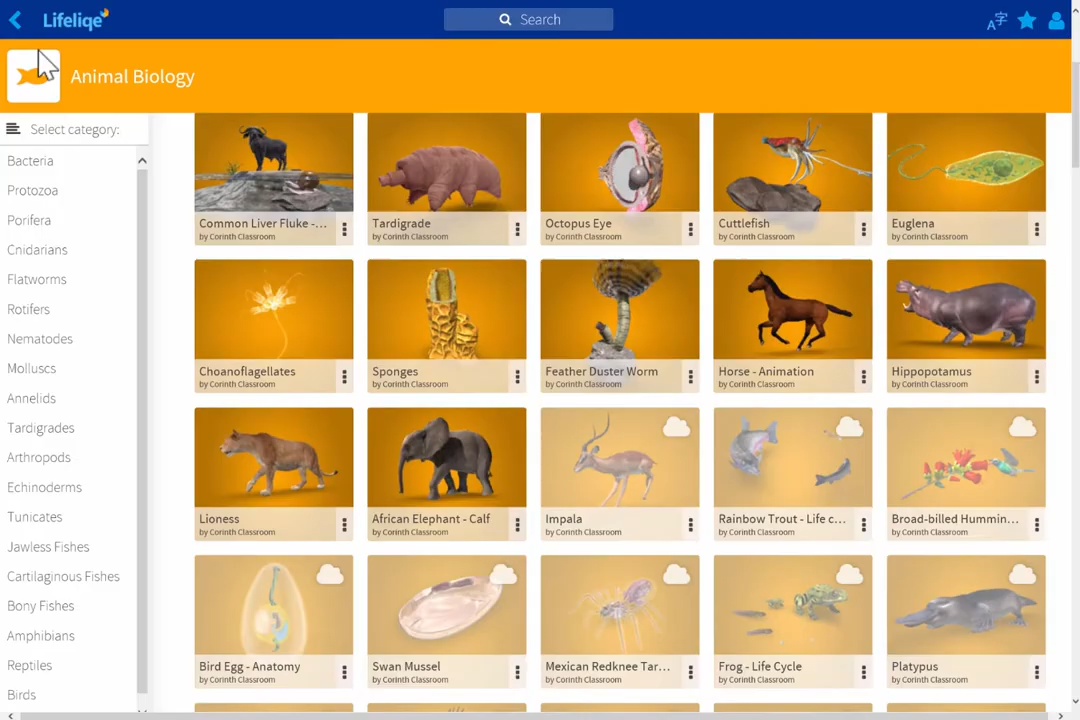 Lifeliqe
Search
A字
Animal Biology
Select category:
Bacteria
Protozoa
Porifera
Cnidarians
Flatworms
Rotifers
Nematodes
Molluscs
Annelids
Tardigrades
Arthropods
Echinoderms
Tunicates
Jawless Fishes
Cartilaginous Fishes
Bony Fishes
Amphibians
Reptiles
Birds
Common Liver Fluke -...
by Corinth Classroom
Tardigrade
by Corinth Classroom
Octopus Eye
by Corinth Classroom
Cuttlefish
by Corinth Classroom
Euglena
by Corinth Classroom
Choanoflagellates
by Corinth Classroom
Sponges
by Corinth Classroom
Feather Duster Worm
by Corinth Classroom
Horse - Animation
by Corinth Classroom
Hippopotamus
by Corinth Classroom
Lioness
by Corinth Classroom
African Elephant - Calf
by Corinth Classroom
Impala
by Corinth Classroom
Rainbow Trout - Life c...
by Corinth Classroom
Broad-billed Hummin...
by Corinth Classroom
Bird Egg - Anatomy
by Corinth Classroom
Swan Mussel
by Corinth Classroom
Mexican Redknee Tar...
by Corinth Classroom
Frog - Life Cycle
by Corinth Classroom
Platypus
by Corinth Classroom